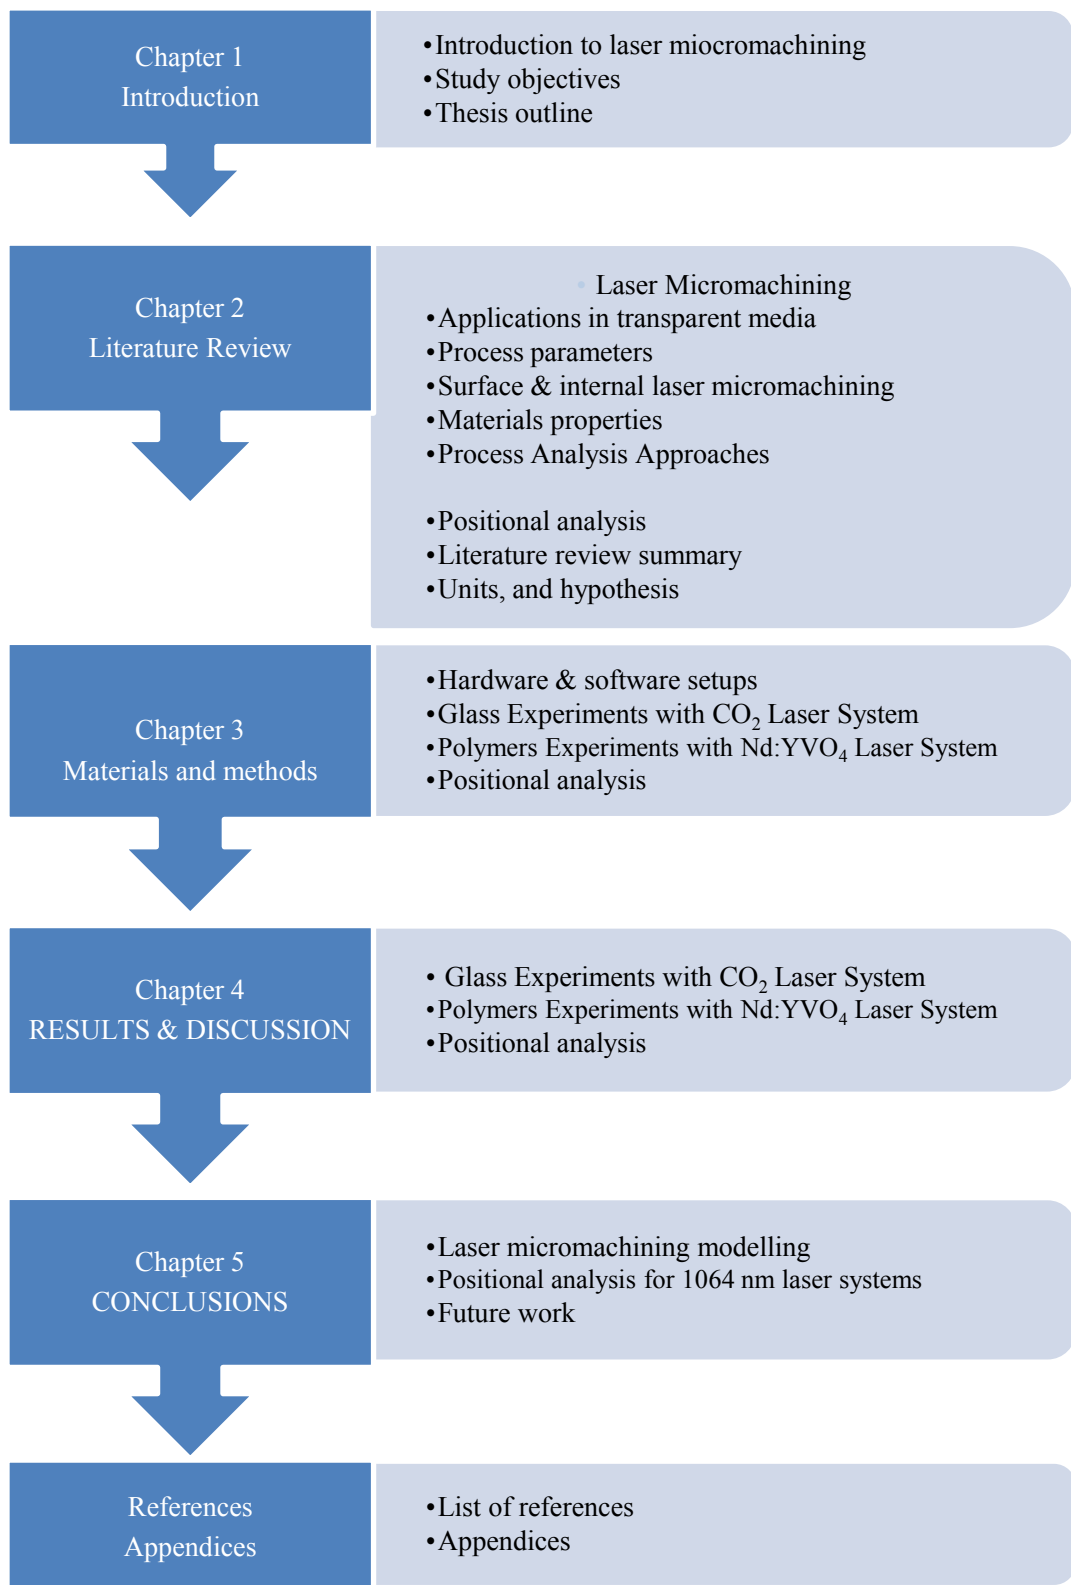 Chapter 1
Introduction
•Introduction to laser miocromachining
•Study objectives
•Thesis outline
Chapter 2
Literature Review
• Laser Micromachining
•Applications in transparent media
•Process parameters
•Surface & internal laser micromachining
•Materials properties
•Process Analysis Approaches
•Positional analysis
•Literature review summary
•Units, and hypothesis
Chapter 3
Materials and methods
•Hardware & software setups
•Glass Experiments with CO₂ Laser System
•Polymers Experiments with Nd:YVO₄ Laser System
•Positional analysis
Chapter 4
RESULTS & DISCUSSION
• Glass Experiments with CO₂ Laser System
•Polymers Experiments with Nd:YVO₄ Laser System
•Positional analysis
Chapter 5
CONCLUSIONS
•Laser micromachining modelling
•Positional analysis for 1064 nm laser systems
•Future work
References
Appendices
•List of references
•Appendices